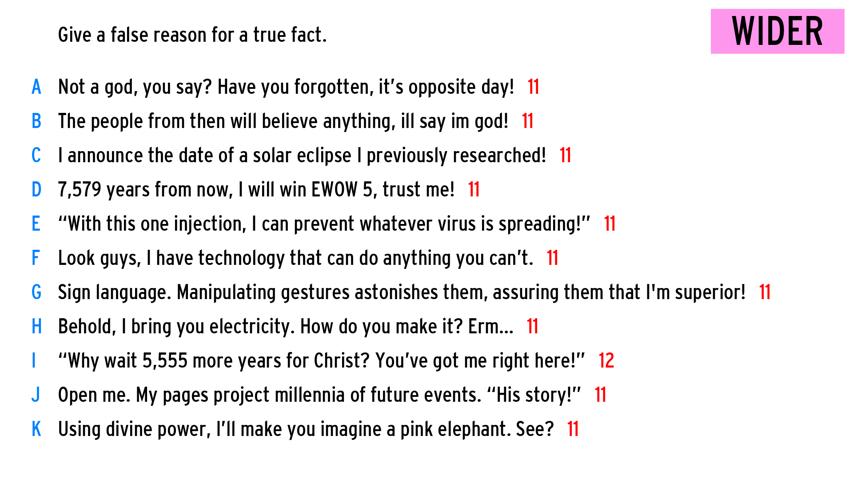 Give a false reason for a true fact.
WIDER
A Not a god, you say? Have you forgotten, it's opposite day! 11
B The people from then will believe anything, ill say im god! 11
C I announce the date of a solar eclipse I previously researched! 11
D 7,579 years from now, I will win EWOW 5, trust me! 11
E “With this one injection, I can prevent whatever virus is spreading!” 11
F Look guys, I have technology that can do anything you can't. 11
G Sign language. Manipulating gestures astonishes them, assuring them that I'm superior! 11
H Behold, I bring you electricity. How do you make it? Erm... 11
I “Why wait 5,555 more years for Christ? You've got me right here!” 12
J Open me. My pages project millennia of future events. “His story!” 11
K Using divine power, I'll make you imagine a pink elephant. See? 11